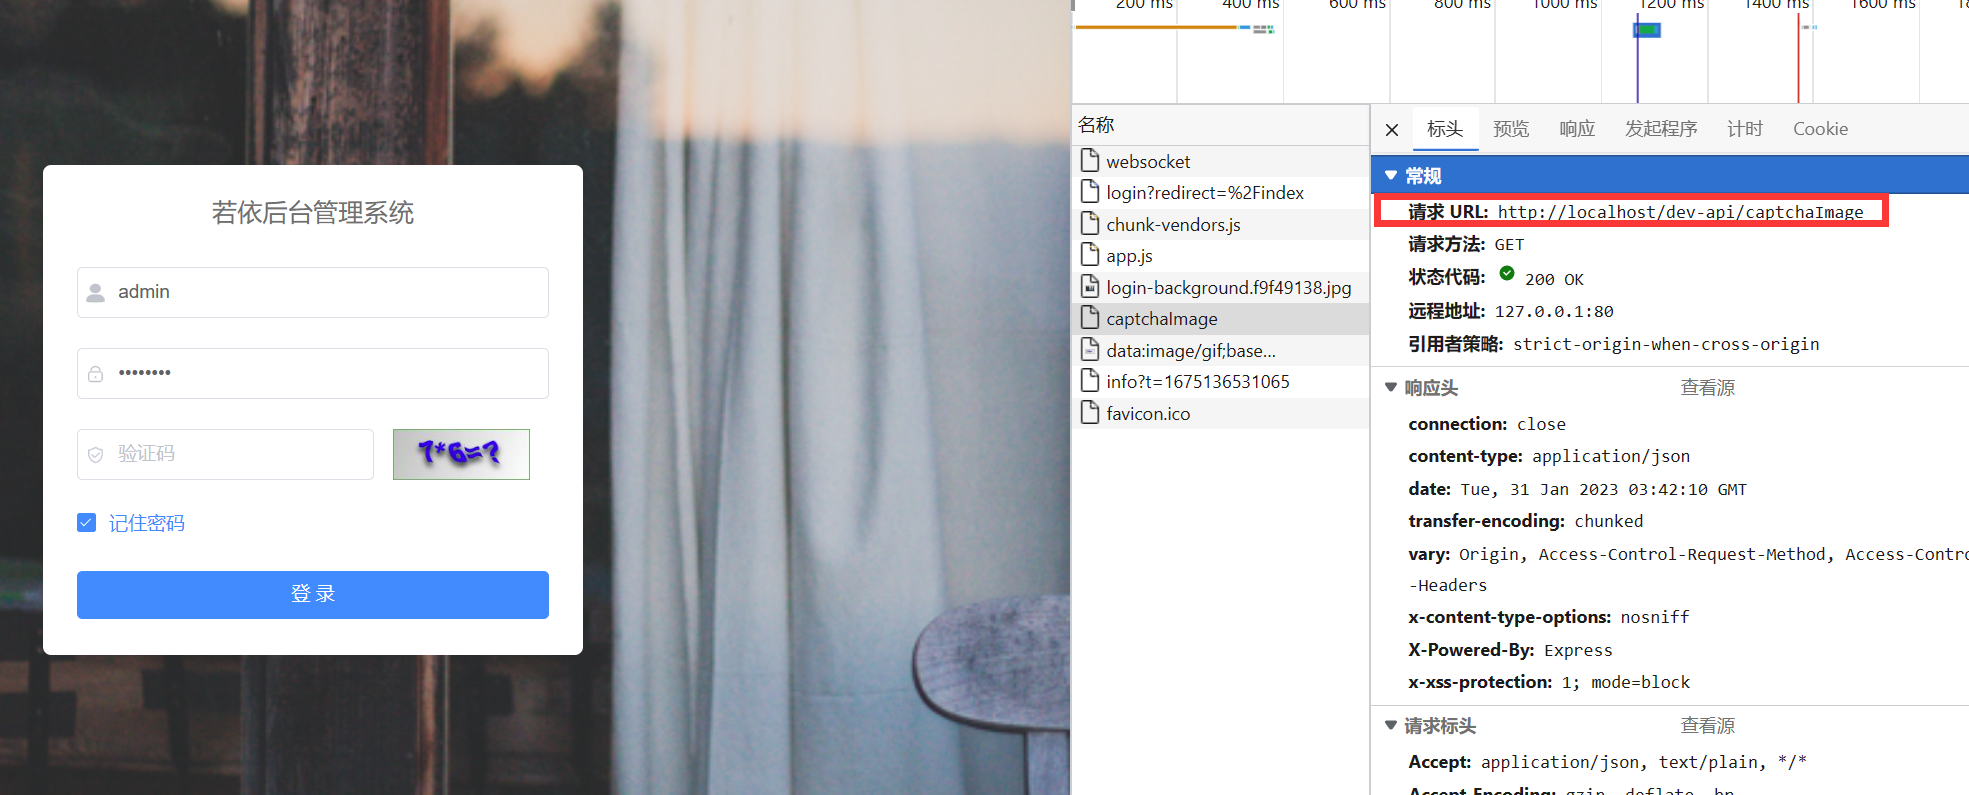 若依后台管理系统
admin
••••••••
验证码
7*6=?
记住密码
登 录
200 ms 400 ms 600 ms 800 ms 1000 ms 1200 ms 1400 ms 1600 ms
名称
websocket
login?redirect=%2Findex
chunk-vendors.js
app.js
login-background.f9f49138.jpg
captchaImage
data:image/gif;base...
info?t=1675136531065
favicon.ico
标头 预览 响应 发起程序 计时 Cookie
常规
请求 URL: http://localhost/dev-api/captchaImage
请求方法: GET
状态代码: 200 OK
远程地址: 127.0.0.1:80
引用者策略: strict-origin-when-cross-origin
响应头 查看源
connection: close
content-type: application/json
date: Tue, 31 Jan 2023 03:42:10 GMT
transfer-encoding: chunked
vary: Origin, Access-Control-Request-Method, Access-Contro
-Headers
x-content-type-options: nosniff
X-Powered-By: Express
x-xss-protection: 1; mode=block
请求标头 查看源
Accept: application/json, text/plain, */*
Accept-Encoding: gzip, deflate, br